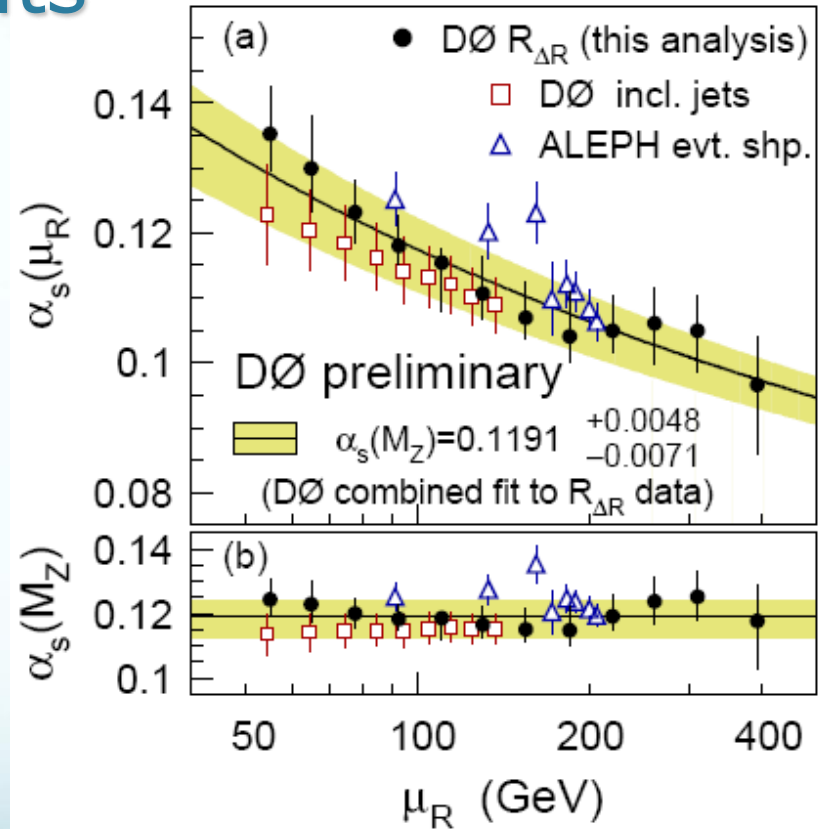 (a) DØ R_ΔR (this analysis)
DØ incl. jets
ALEPH evt. shp.
0.14
0.12
0.1
0.08
α_s(μ_R)
DØ preliminary
α_s(M_Z)=0.1191 +0.0048 –0.0071
(DØ combined fit to R_ΔR data)
(b)
0.14
0.12
0.1
α_s(M_Z)
50 100 200 400
μ_R (GeV)